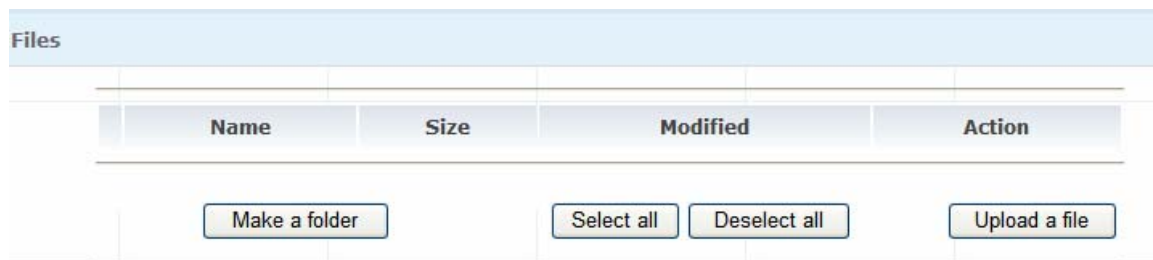 Files
Name Size Modified Action
Make a folder Select all Deselect all Upload a file